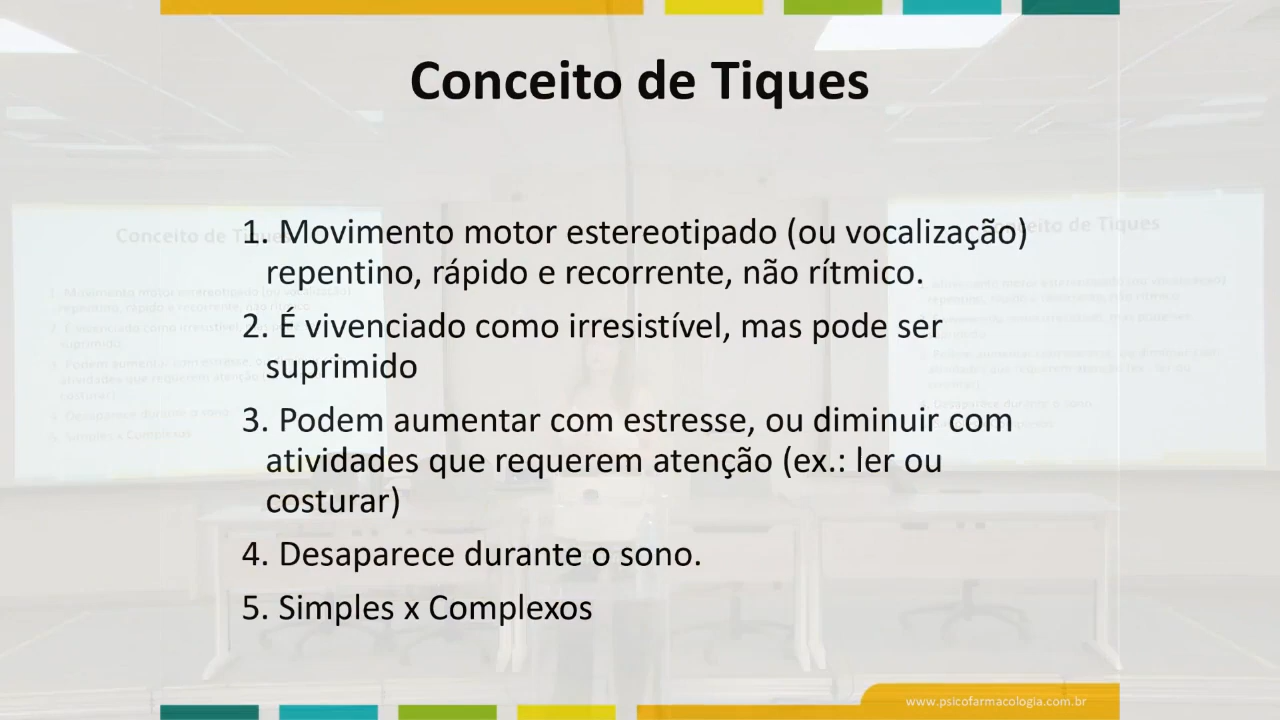 Conceito de Tiques
1. Movimento motor estereotipado (ou vocalização)
repentino, rápido e recorrente, não rítmico.
2. É vivenciado como irresistível, mas pode ser
suprimido
3. Podem aumentar com estresse, ou diminuir com
atividades que requerem atenção (ex.: ler ou
costurar)
4. Desaparece durante o sono.
5. Simples x Complexos
www.psicofarmacologia.com.br